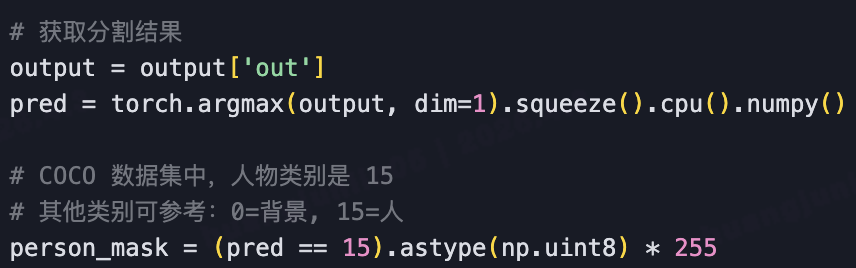 # 获取分割结果
output = output['out']
pred = torch.argmax(output, dim=1).squeeze().cpu().numpy()
# COCO 数据集中，人物类别是 15
# 其他类别可参考：0=背景, 15=人
person_mask = (pred == 15).astype(np.uint8) * 255